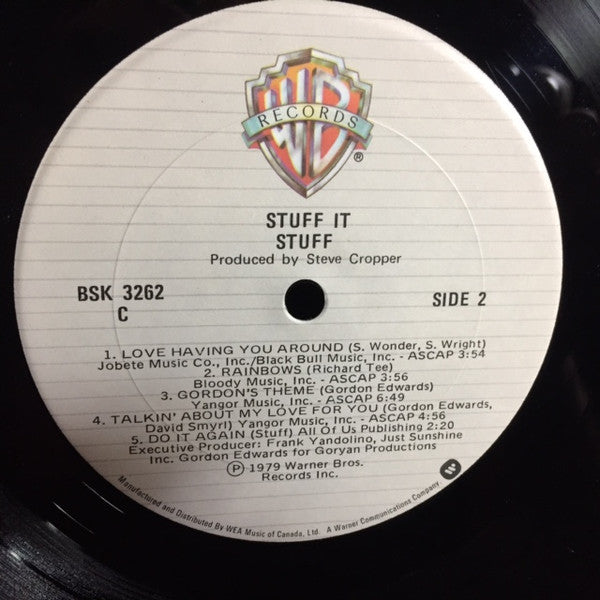 WB
RECORDS
®
STUFF IT
STUFF
Produced by Steve Cropper
BSK 3262
C
SIDE 2
1. LOVE HAVING YOU AROUND (S. Wonder, S. Wright)
Jobete Music Co., Inc./Black Bull Music, Inc. - ASCAP 3:54
2. RAINBOWS (Richard Tee)
Bloody Music, Inc. - ASCAP 3:56
3. GORDON'S THEME (Gordon Edwards)
Yangor Music, Inc. - ASCAP 6:49
4. TALKIN' ABOUT MY LOVE FOR YOU (Gordon Edwards,
David Smyrl) Yangor Music, Inc. - ASCAP 4:56
5. DO IT AGAIN (Stuff) All Of Us Publishing 2:20
Executive Producer: Frank Yandolino, Just Sunshine
Inc. Gordon Edwards for Goryan Productions
Ⓟ 1979 Warner Bros.
Records Inc.
Manufactured and Distributed By WEA Music of Canada, Ltd. A Warner Communications Company